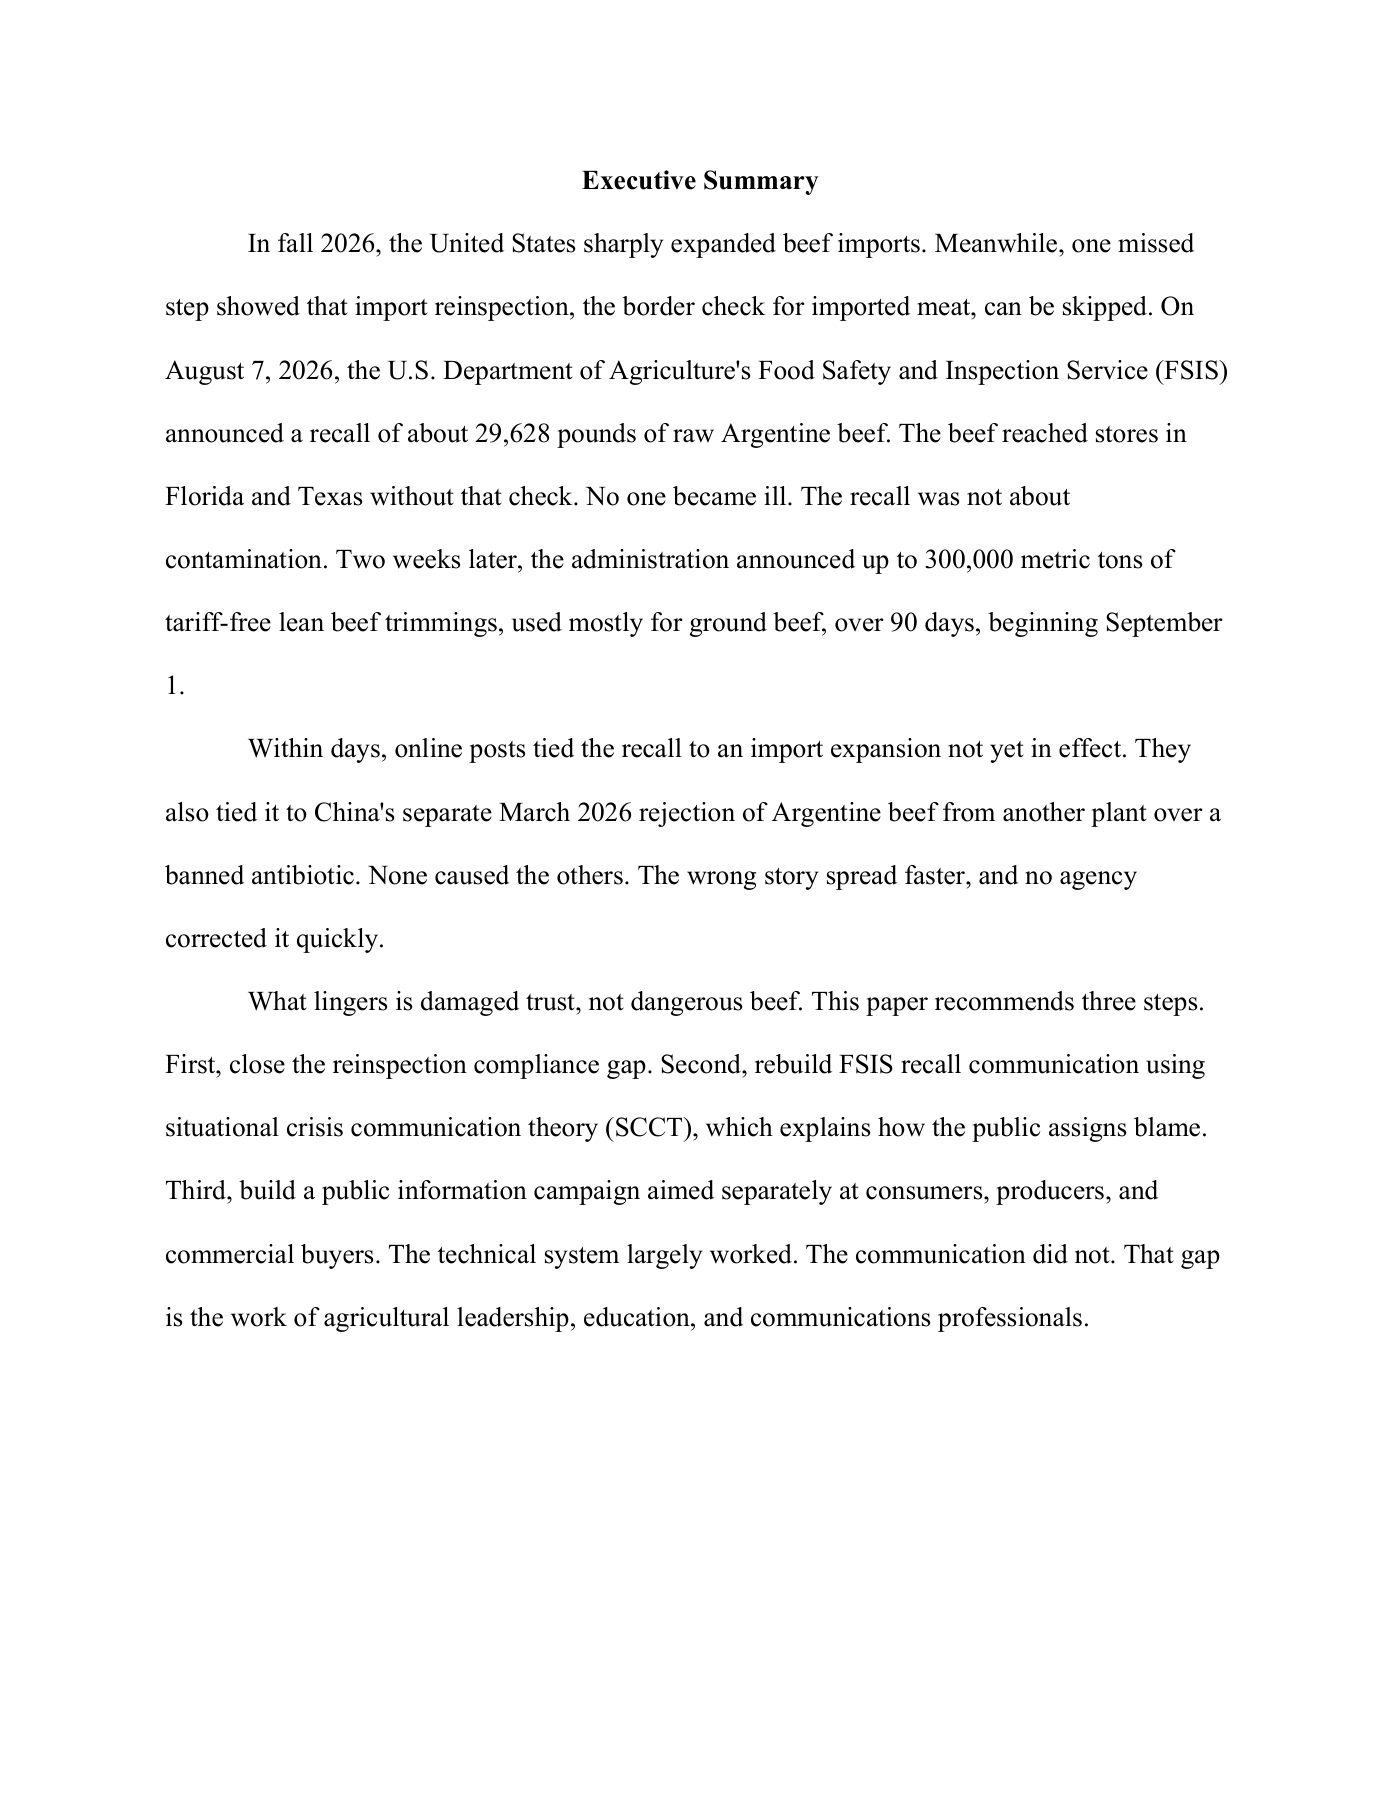 Executive Summary
In fall 2026, the United States sharply expanded beef imports. Meanwhile, one missed
step showed that import reinspection, the border check for imported meat, can be skipped. On
August 7, 2026, the U.S. Department of Agriculture's Food Safety and Inspection Service (FSIS)
announced a recall of about 29,628 pounds of raw Argentine beef. The beef reached stores in
Florida and Texas without that check. No one became ill. The recall was not about
contamination. Two weeks later, the administration announced up to 300,000 metric tons of
tariff-free lean beef trimmings, used mostly for ground beef, over 90 days, beginning September
1.
Within days, online posts tied the recall to an import expansion not yet in effect. They
also tied it to China's separate March 2026 rejection of Argentine beef from another plant over a
banned antibiotic. None caused the others. The wrong story spread faster, and no agency
corrected it quickly.
What lingers is damaged trust, not dangerous beef. This paper recommends three steps.
First, close the reinspection compliance gap. Second, rebuild FSIS recall communication using
situational crisis communication theory (SCCT), which explains how the public assigns blame.
Third, build a public information campaign aimed separately at consumers, producers, and
commercial buyers. The technical system largely worked. The communication did not. That gap
is the work of agricultural leadership, education, and communications professionals.